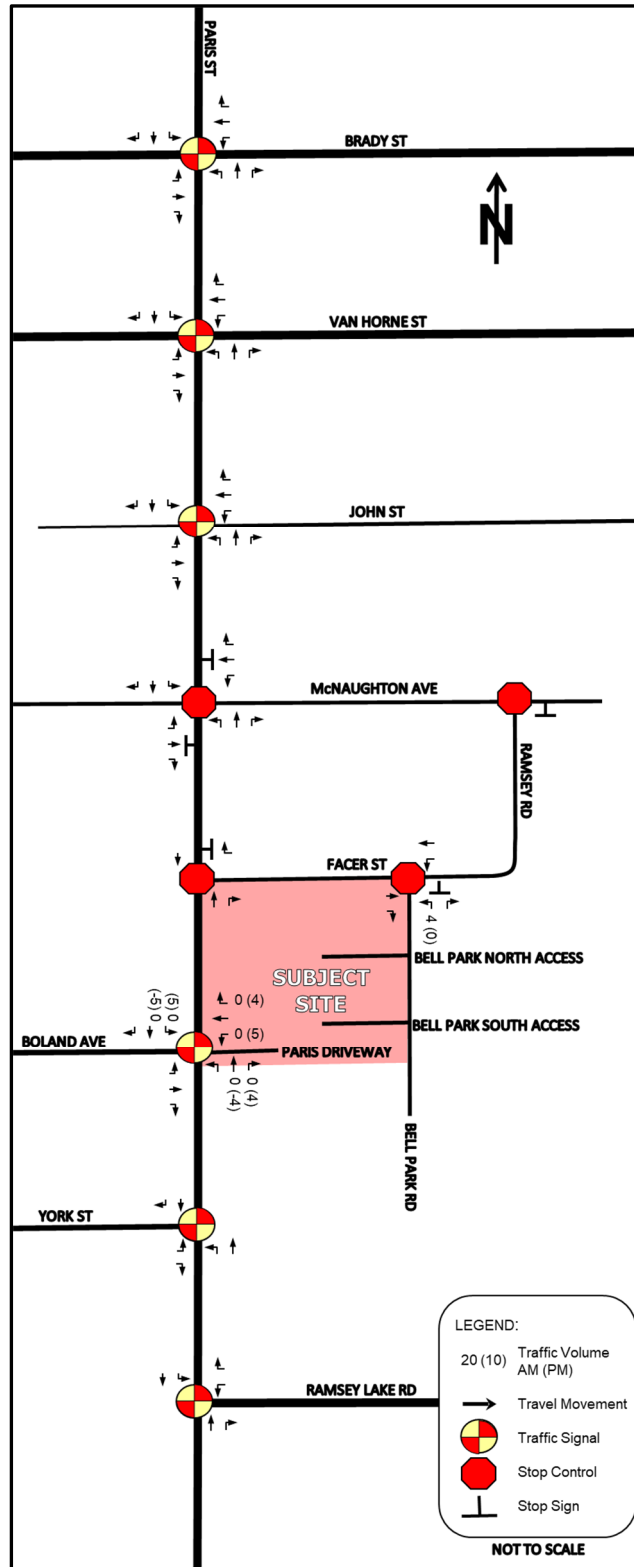 PARIS ST
BRADY ST
N
VAN HORNE ST
JOHN ST
McNAUGHTON AVE
RAMSEY RD
FACER ST
4 (0)
BELL PARK NORTH ACCESS
SUBJECT
SITE
BELL PARK SOUTH ACCESS
0 (4)
(5) 0
(-5) 0
0 (5)
BOLAND AVE
PARIS DRIVEWAY
0 (4)
0 (-4)
BELL PARK RD
YORK ST
RAMSEY LAKE RD
LEGEND:
20 (10) Traffic Volume
AM (PM)
Travel Movement
Traffic Signal
Stop Control
Stop Sign
NOT TO SCALE